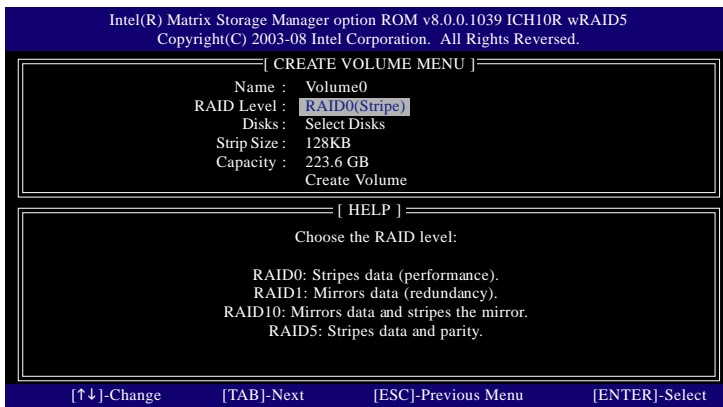 Intel(R) Matrix Storage Manager option ROM v8.0.0.1039 ICH10R wRAID5
Copyright(C) 2003-08 Intel Corporation. All Rights Reversed.
[ CREATE VOLUME MENU ]
Name : Volume0
RAID Level : RAID0(Stripe)
Disks : Select Disks
Strip Size : 128KB
Capacity : 223.6 GB
Create Volume
[ HELP ]
Choose the RAID level:
RAID0: Stripes data (performance).
RAID1: Mirrors data (redundancy).
RAID10: Mirrors data and stripes the mirror.
RAID5: Stripes data and parity.
[↑↓]-Change [TAB]-Next [ESC]-Previous Menu [ENTER]-Select